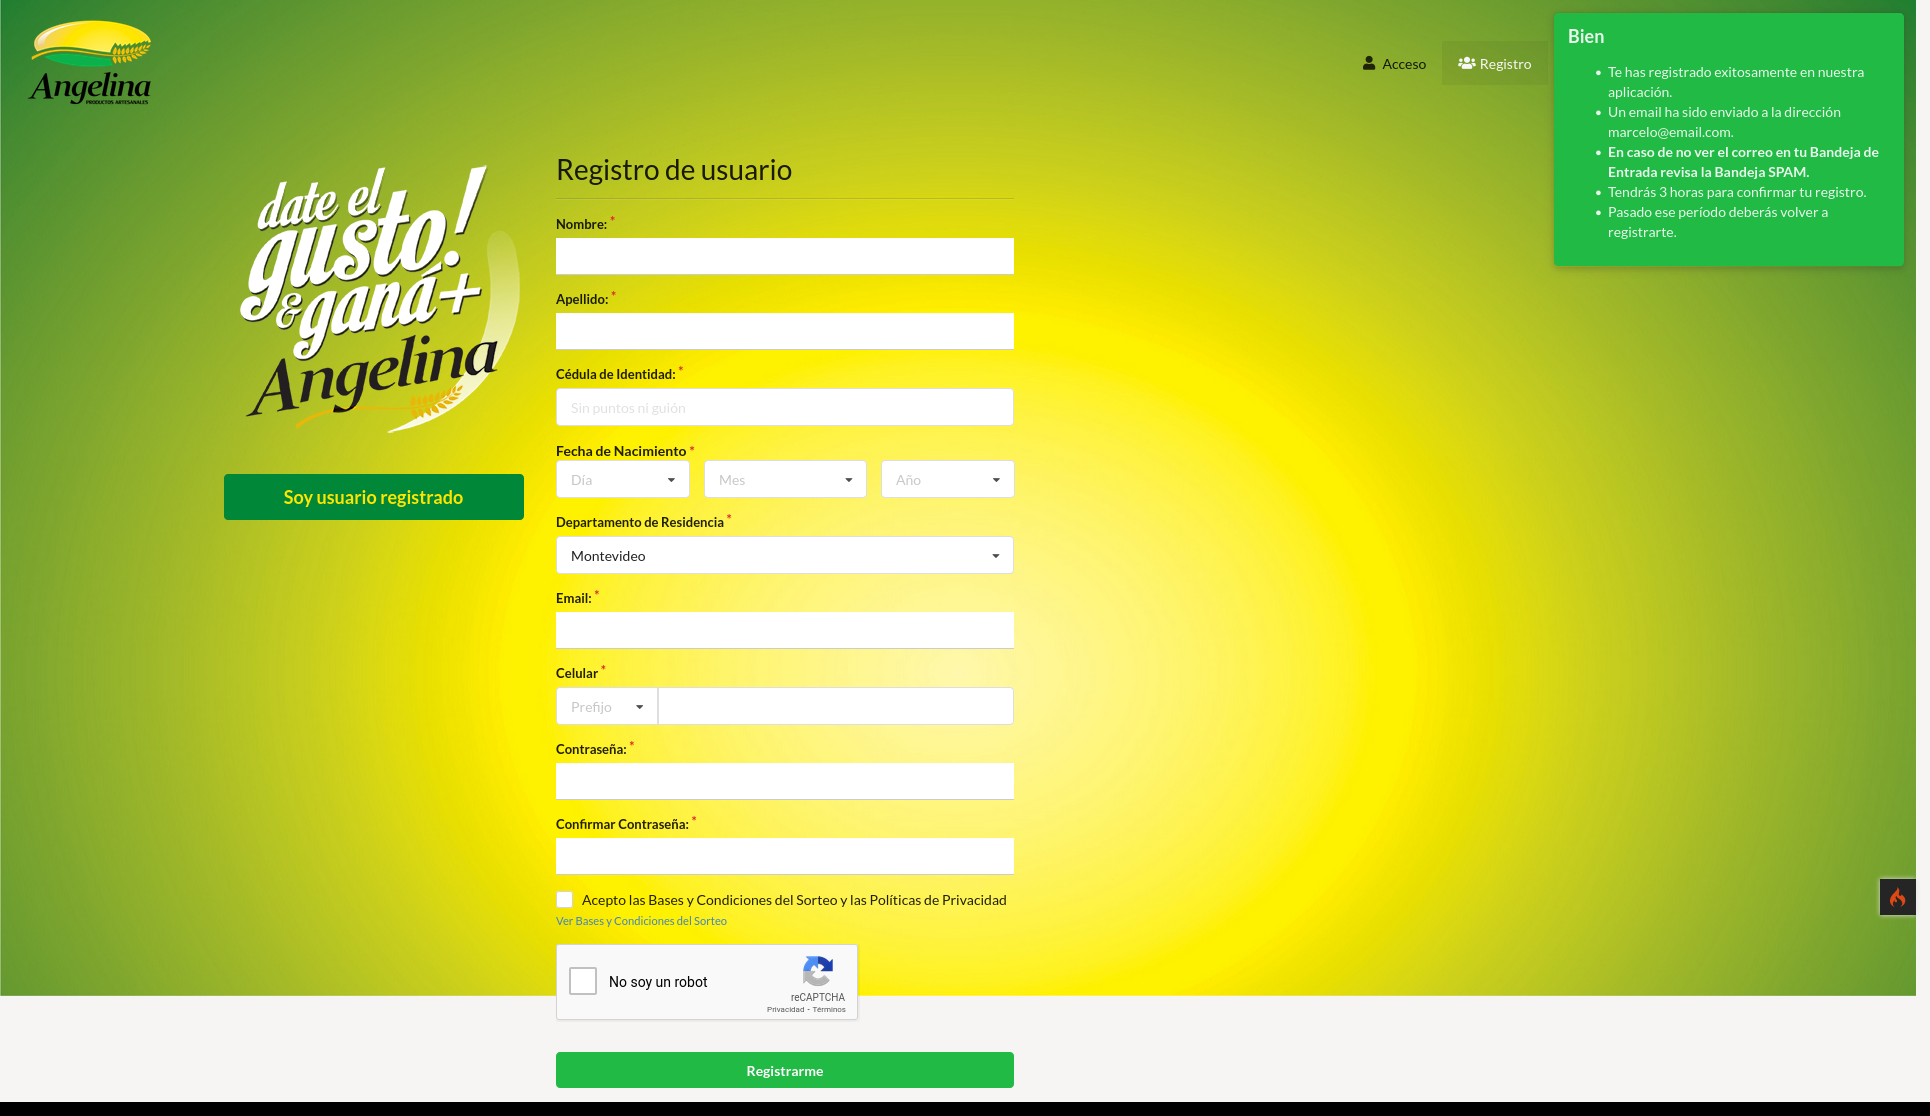 Angelina
PRODUCTOS ARTESANALES
Acceso
Registro
Bien
Te has registrado exitosamente en nuestra
aplicación.
Un email ha sido enviado a la dirección
marcelo@email.com.
En caso de no ver el correo en tu Bandeja de
Entrada revisa la Bandeja SPAM.
Tendrás 3 horas para confirmar tu registro.
Pasado ese período deberás volver a
registrarte.
date el
gusto!
& ganá+
Angelina
Soy usuario registrado
Registro de usuario
Nombre: *
Apellido: *
Cédula de Identidad: *
Sin puntos ni guión
Fecha de Nacimiento *
Día Mes Año
Departamento de Residencia *
Montevideo
Email: *
Celular *
Prefijo
Contraseña: *
Confirmar Contraseña: *
Acepto las Bases y Condiciones del Sorteo y las Políticas de Privacidad
Ver Bases y Condiciones del Sorteo
No soy un robot
reCAPTCHA
Privacidad - Términos
Registrarme